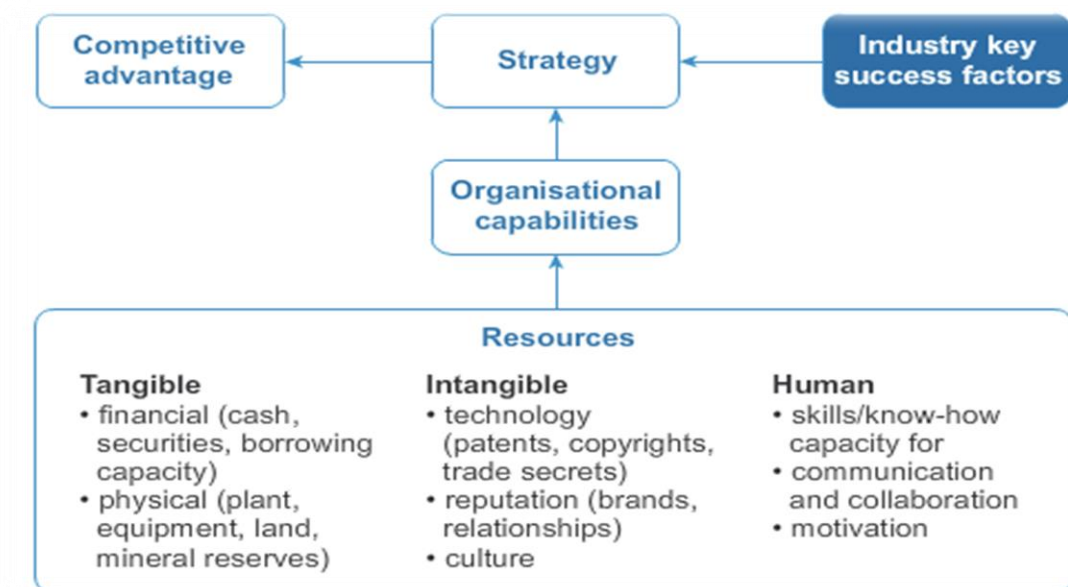 Competitive
advantage
Strategy
Industry key
success factors
Organisational
capabilities
Resources
Tangible
• financial (cash,
securities, borrowing
capacity)
• physical (plant,
equipment, land,
mineral reserves)
Intangible
• technology
(patents, copyrights,
trade secrets)
• reputation (brands,
relationships)
• culture
Human
• skills/know-how
capacity for
• communication
and collaboration
• motivation